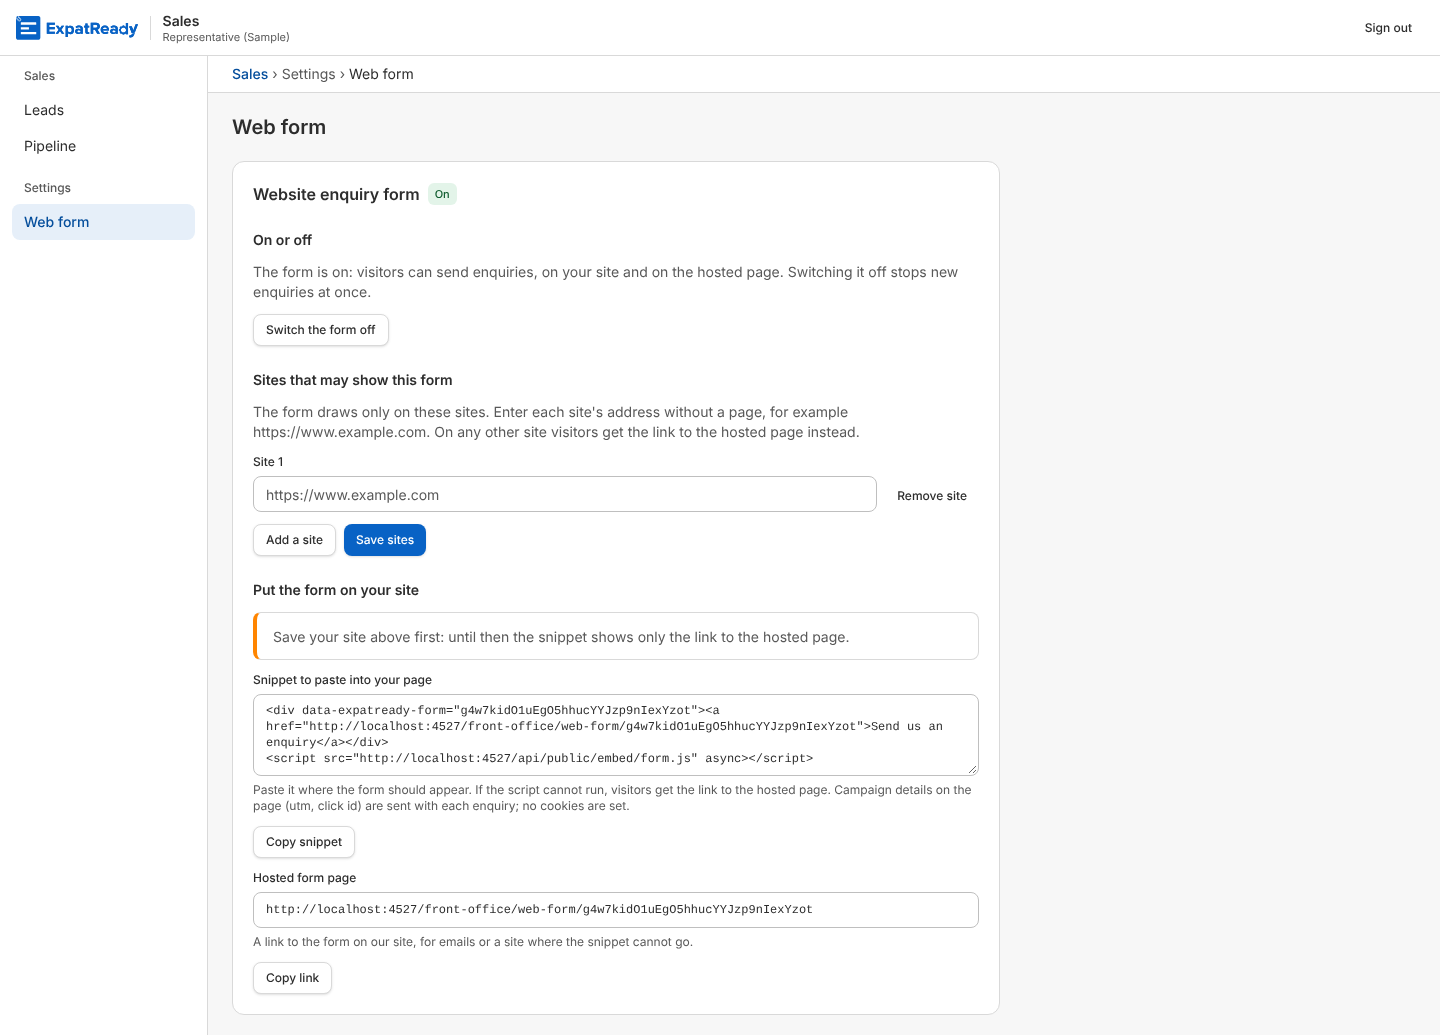 ExpatReady
Sales
Representative (Sample)
Sign out
Sales
Leads
Pipeline
Settings
Web form
Sales › Settings › Web form
Web form
Website enquiry form On
On or off
The form is on: visitors can send enquiries, on your site and on the hosted page. Switching it off stops new
enquiries at once.
Switch the form off
Sites that may show this form
The form draws only on these sites. Enter each site's address without a page, for example
https://www.example.com. On any other site visitors get the link to the hosted page instead.
Site 1
https://www.example.com
Remove site
Add a site
Save sites
Put the form on your site
Save your site above first: until then the snippet shows only the link to the hosted page.
Snippet to paste into your page
<div data-expatready-form="g4w7kidO1uEgO5hhucYYJzp9nIexYzot"><a
href="http://localhost:4527/front-office/web-form/g4w7kidO1uEgO5hhucYYJzp9nIexYzot">Send us an
enquiry</a></div>
<script src="http://localhost:4527/api/public/embed/form.js" async></script>
Paste it where the form should appear. If the script cannot run, visitors get the link to the hosted page. Campaign details on the
page (utm, click id) are sent with each enquiry; no cookies are set.
Copy snippet
Hosted form page
http://localhost:4527/front-office/web-form/g4w7kidO1uEgO5hhucYYJzp9nIexYzot
A link to the form on our site, for emails or a site where the snippet cannot go.
Copy link